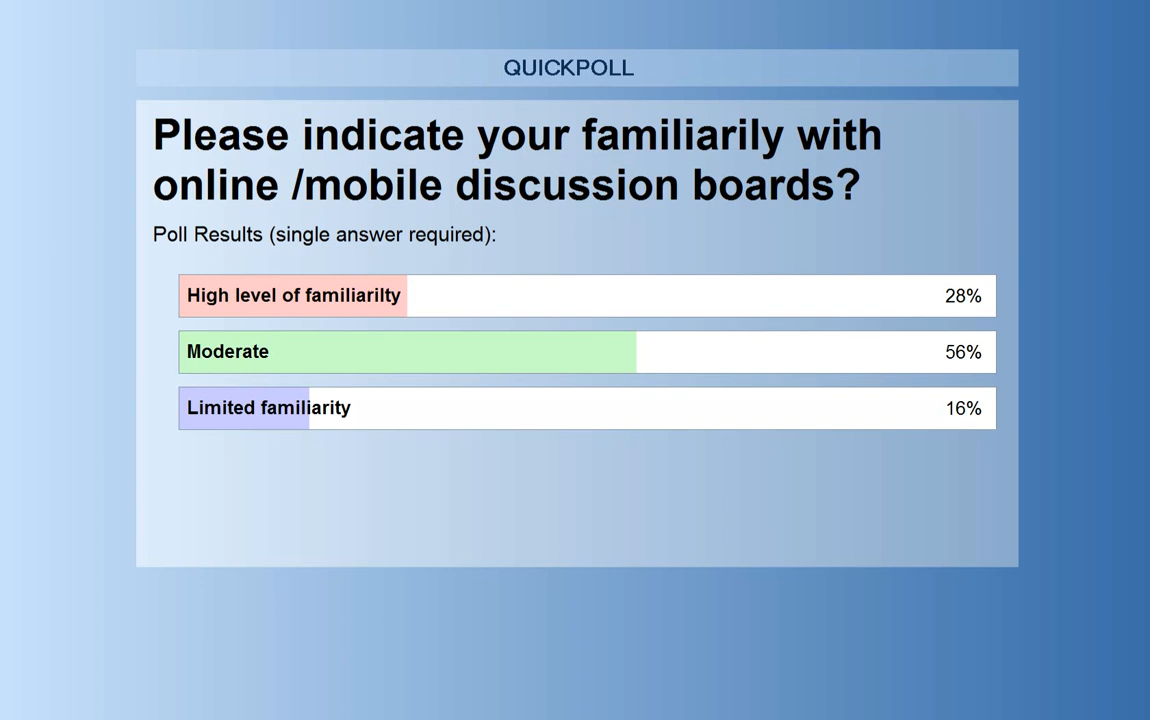 QUICKPOLL
Please indicate your familiarily with
online /mobile discussion boards?
Poll Results (single answer required):
High level of familiarilty 28%
Moderate 56%
Limited familiarity 16%